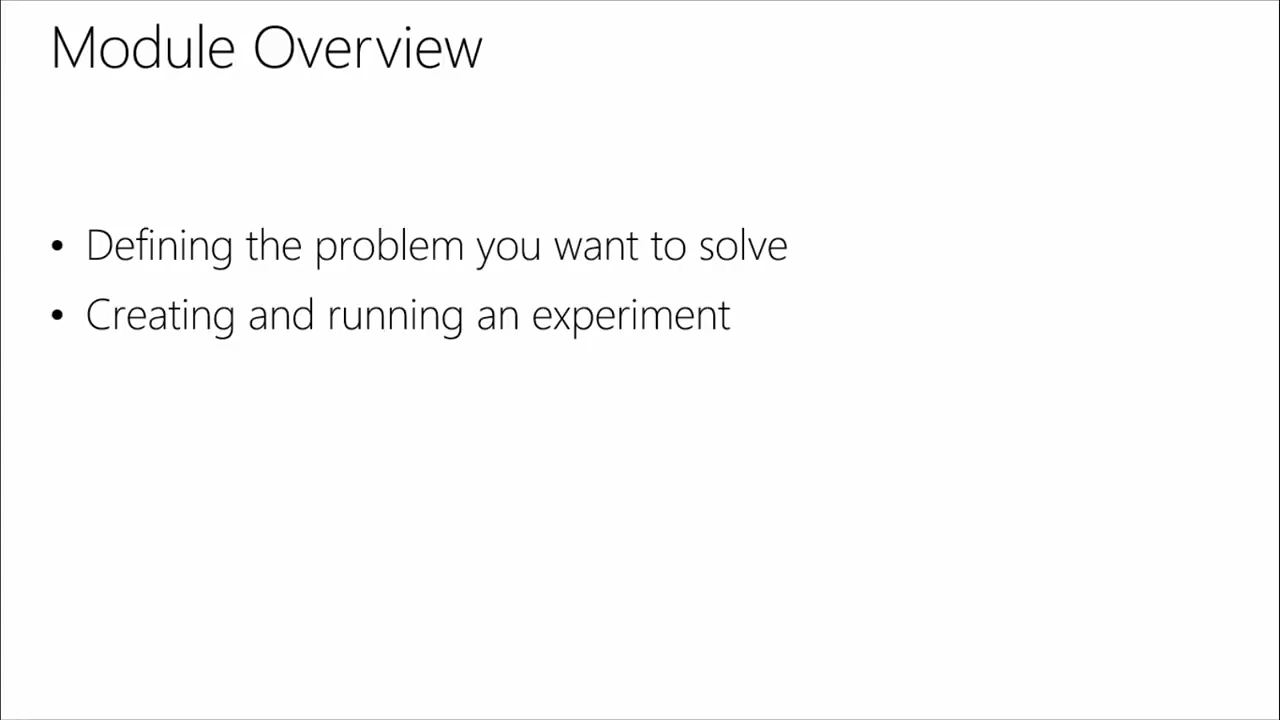 Module Overview
• Defining the problem you want to solve
• Creating and running an experiment